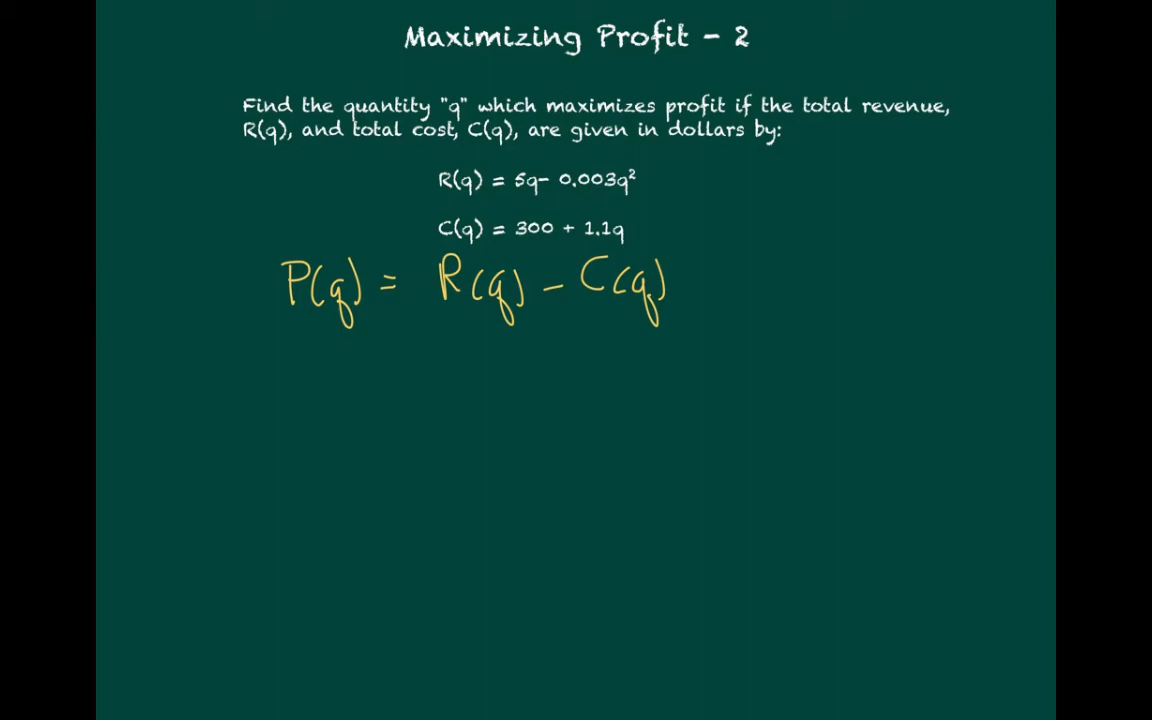 Maximizing Profit - 2
Find the quantity "q" which maximizes profit if the total revenue,
R(q), and total cost, C(q), are given in dollars by:
R(q) = 5q- 0.003q²
C(q) = 300 + 1.1q
P(q) = R(q) - C(q)